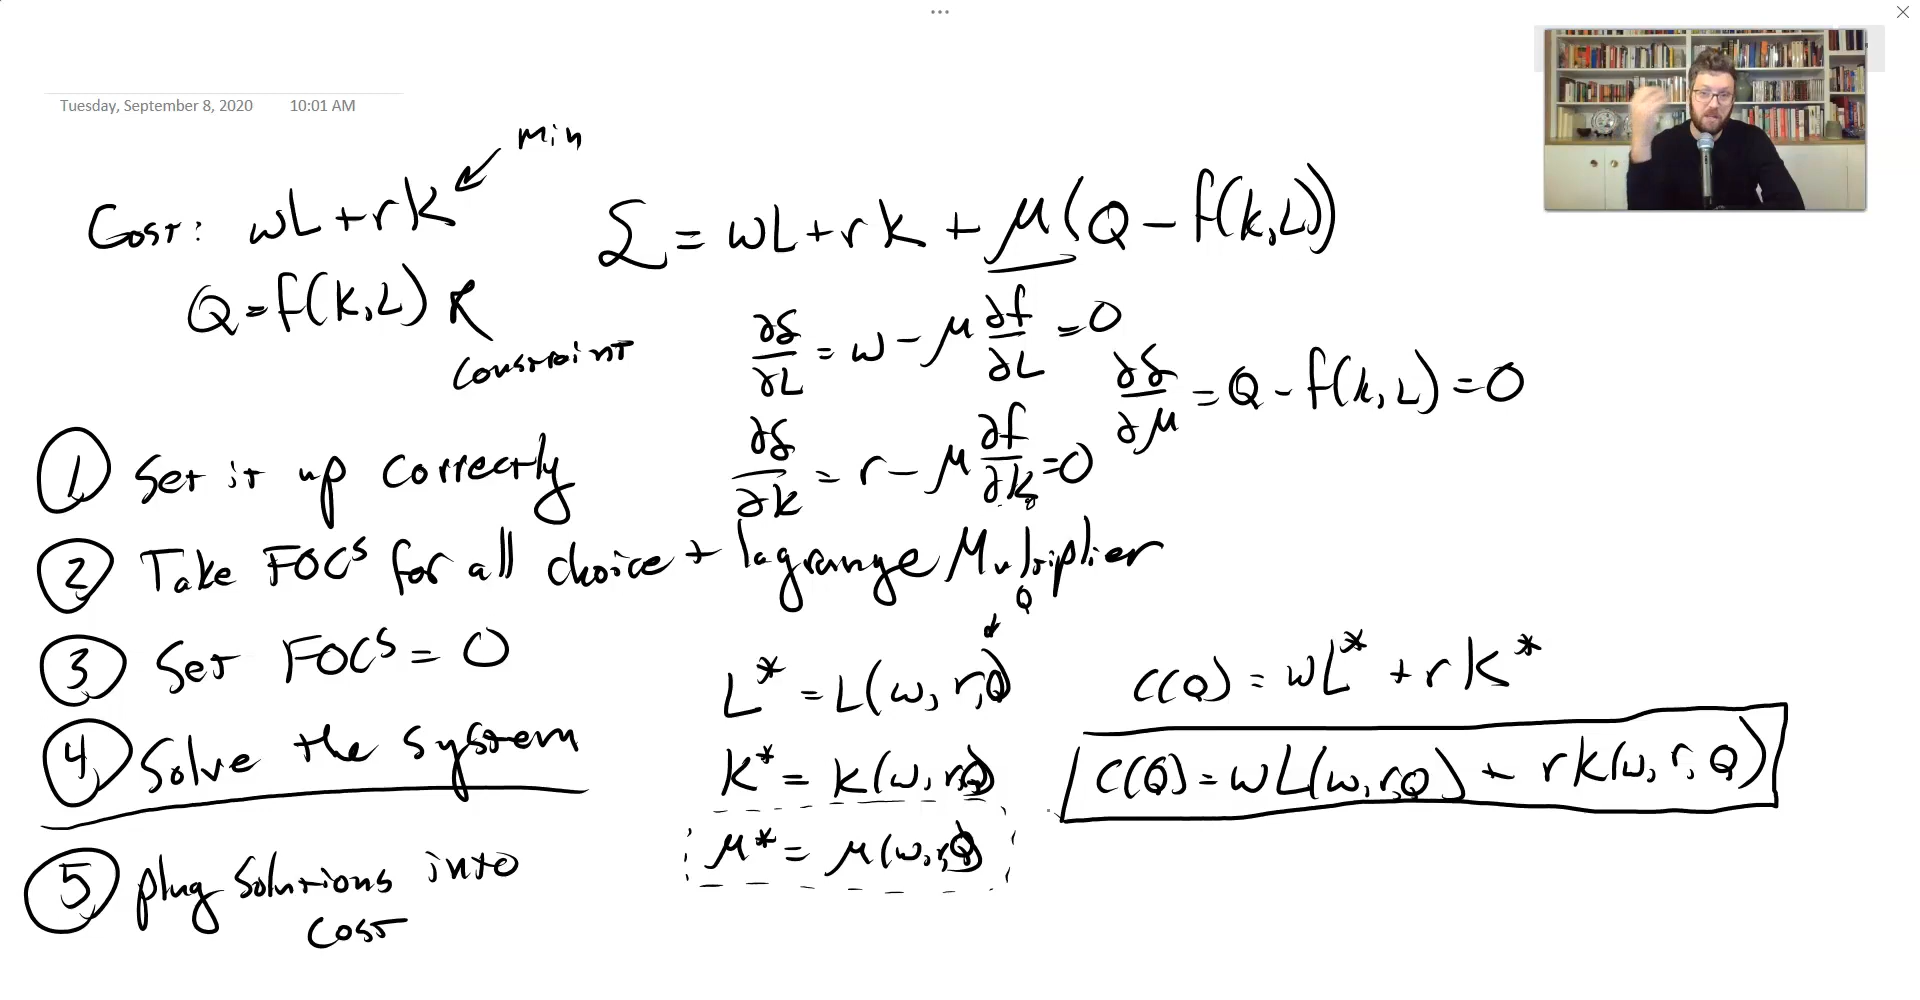 Tuesday, September 8, 2020 10:01 AM
min
Cost: wL + rK
Q = f(K,L)
constraint
ℒ = wL + rK + μ(Q − f(K,L))
∂ℒ/∂L = w − μ ∂f/∂L = 0
∂ℒ/∂μ = Q − f(K,L) = 0
∂ℒ/∂K = r − μ ∂f/∂K = 0
1 Set it up correctly
2 Take FOCs for all choice + lagrange Multiplier
3 Set FOCs = 0
4 Solve the system
5 plug solutions into
cost
Q
L* = L(w, r, Q)
K* = K(w, r, Q)
μ* = μ(w, r, Q)
C(Q) = wL* + rK*
C(Q) = wL(w, r, Q) + rK(w, r, Q)